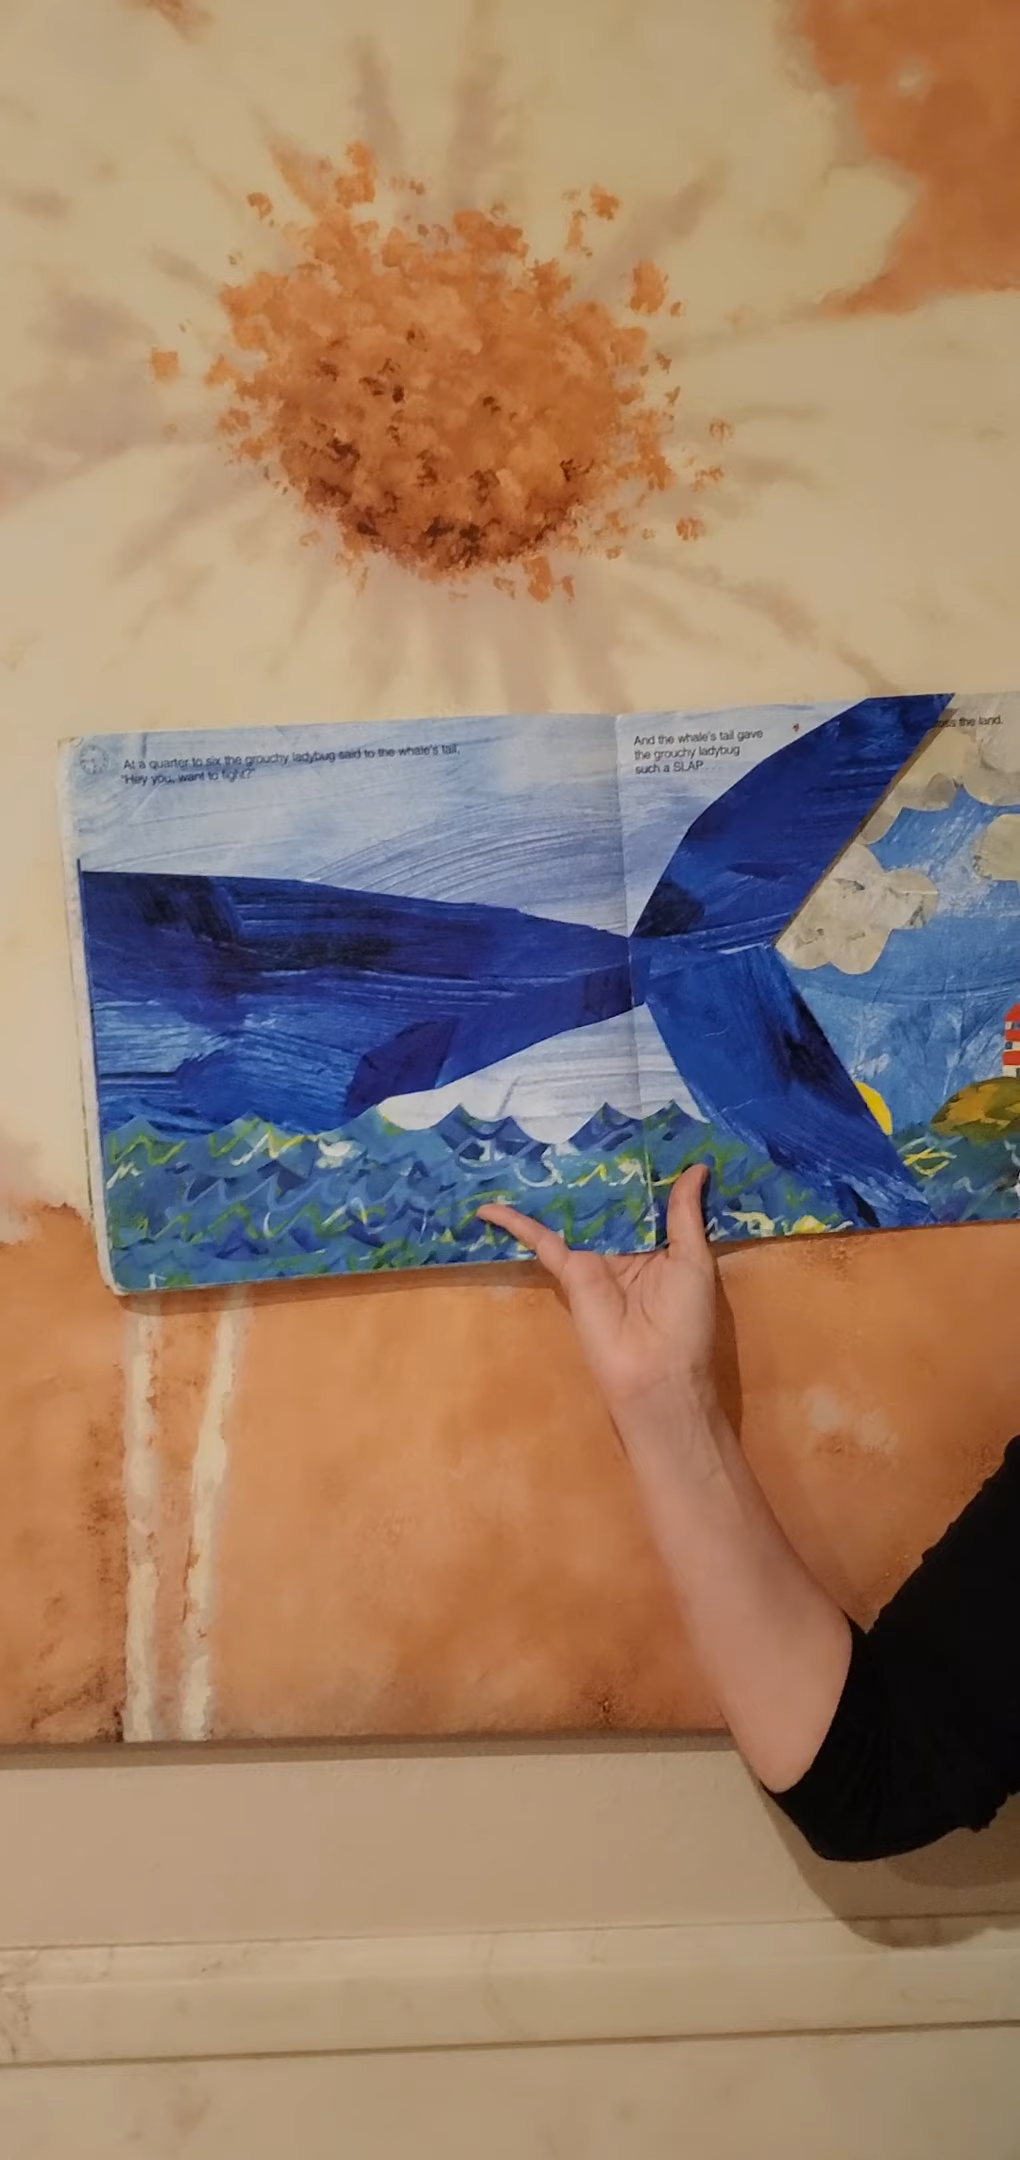 At a quarter to six the grouchy ladybug said to the whale's tail,
"Hey you, want to fight?"
And the whale's tail gave
the grouchy ladybug
such a SLAP
the land.